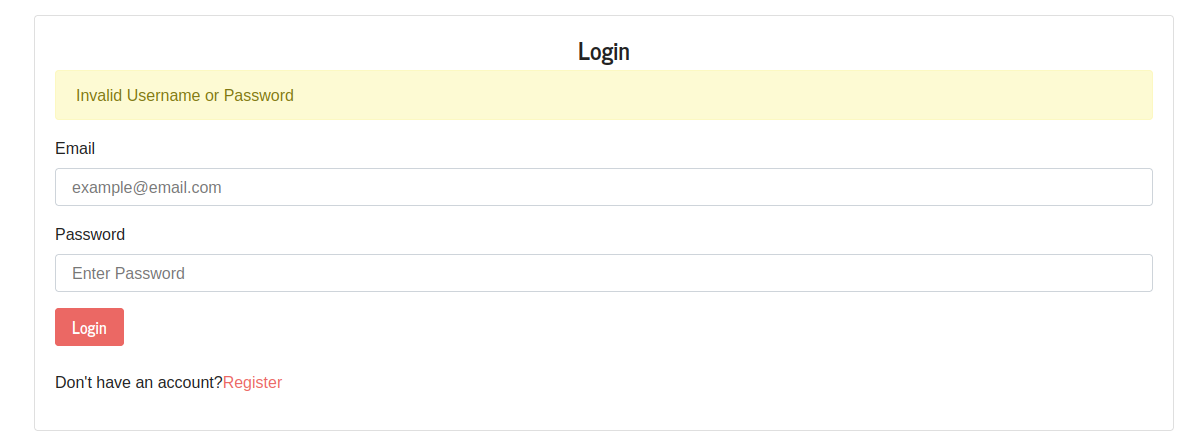 Login
Invalid Username or Password
Email
example@email.com
Password
Enter Password
Login
Don't have an account?Register